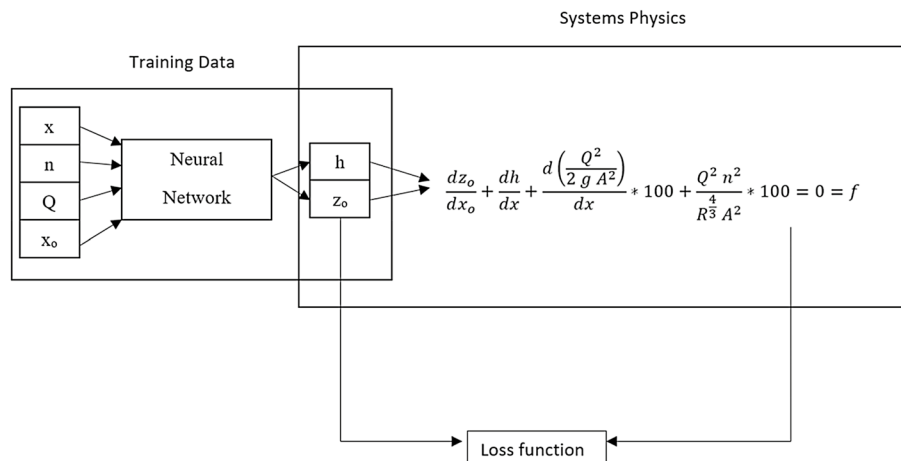 Systems Physics
Training Data
x
n
Q
xₒ
Neural
Network
h
zₒ
dzₒ/dxₒ + dh/dx + d(Q²/(2 g A²))/dx * 100 + (Q² n²)/(R^(4/3) A²) * 100 = 0 = f
Loss function